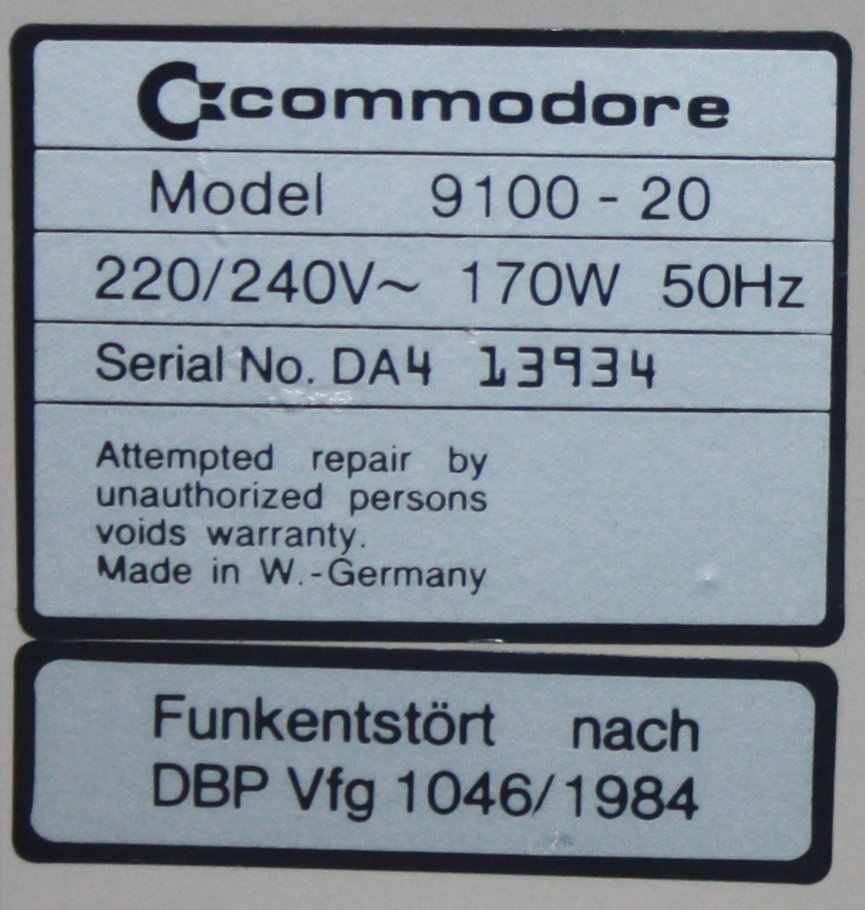 commodore
Model 9100 - 20
220/240V~ 170W 50Hz
Serial No. DA4 13934
Attempted repair by
unauthorized persons
voids warranty.
Made in W.-Germany
Funkentstört nach
DBP Vfg 1046/1984